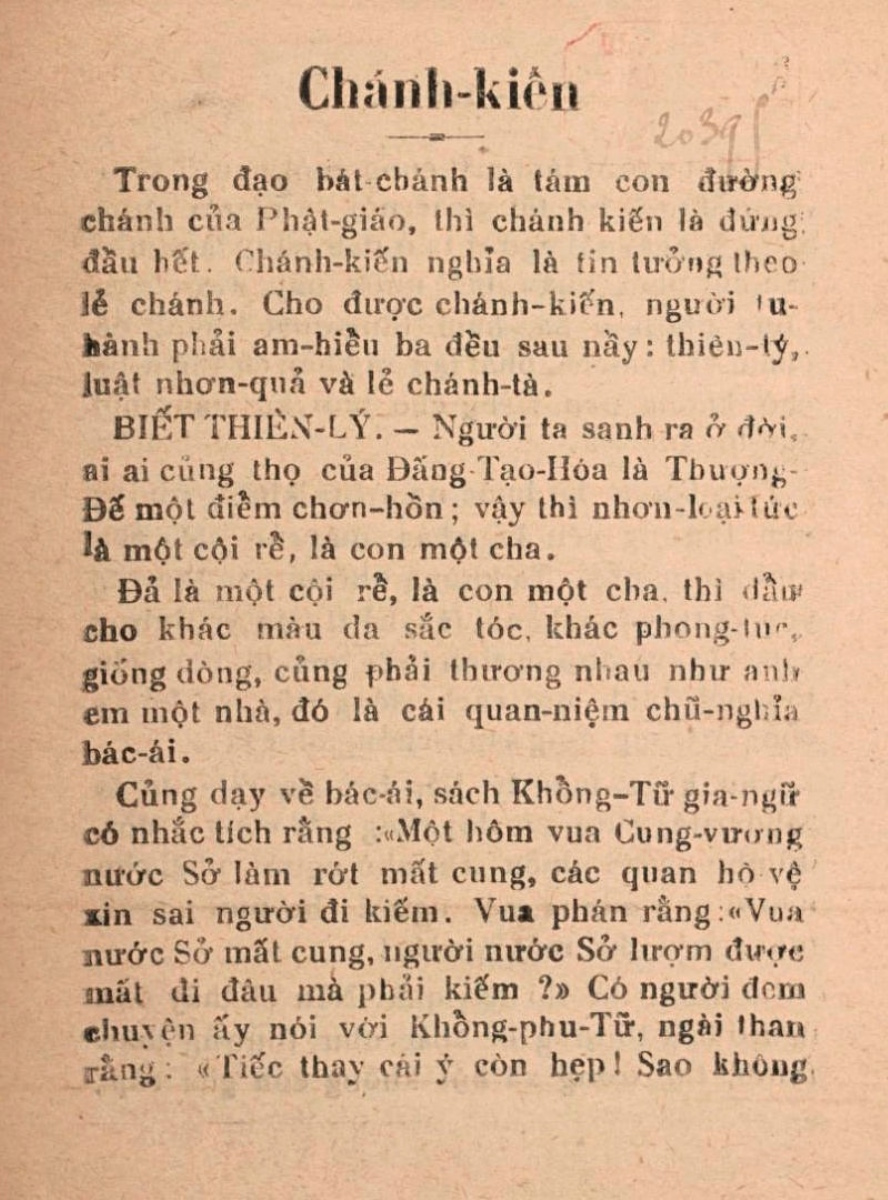 Chánh-kiến
2039
Trong đạo bát-chánh là tám con đường
chánh của Phật-giáo, thì chánh kiến là đứng
đầu hết. Chánh-kiến nghĩa là tin tưởng theo
lẻ chánh. Cho được chánh-kiến, người tu-
hành phải am-hiểu ba đều sau nầy: thiên-lý,
luật nhơn-quả và lẻ chánh-tà.
BIẾT THIÊN-LÝ. — Người ta sanh ra ở đời,
ai ai củng thọ của Đấng-Tạo-Hóa là Thượng-
Đế một điểm chơn-hồn; vậy thì nhơn-loại tức
là một cội rễ, là con một cha.
Đả là một cội rễ, là con một cha, thì dầu
cho khác màu da sắc tóc, khác phong-tục,
giống dòng, củng phải thương nhau như anh
em một nhà, đó là cái quan-niệm chũ-nghỉa
bác-ái.
Củng dạy về bác-ái, sách Khổng-Tữ gia-ngữ
có nhắc tích rằng :«Một hôm vua Cung-vương
nước Sở làm rớt mất cung, các quan hộ vệ
xin sai người đi kiếm. Vua phán rằng:«Vua
nước Sở mất cung, người nước Sở lượm được
mất đi đâu mà phải kiếm ?» Có người đem
chuyện ấy nói với Khổng-phu-Tữ, ngài than
rằng: «Tiếc thay cái ý còn hẹp! Sao không